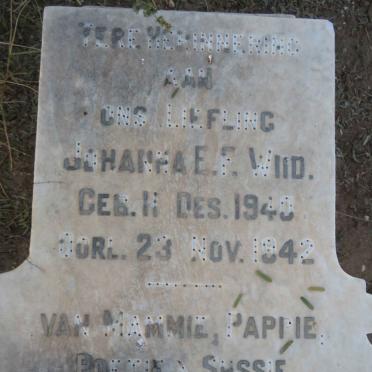 TER HERINNERING
AAN
ONS LIEFLING
JOHANNA E.F. WIID.
GEB. 11 DES. 1940
OORL. 23 NOV. 1942
VAN MAMMIE, PAPPIE,
SUSSIE